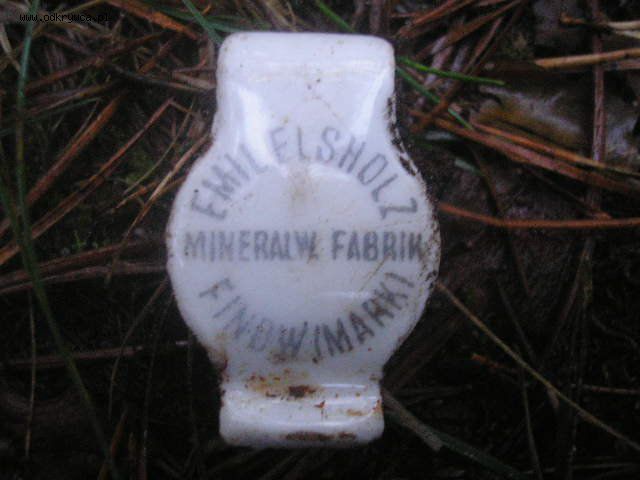 www.odkrywca.pl
EMIL ELSHOLZ
MINERALW. FABRIK
FINOW (MARK)